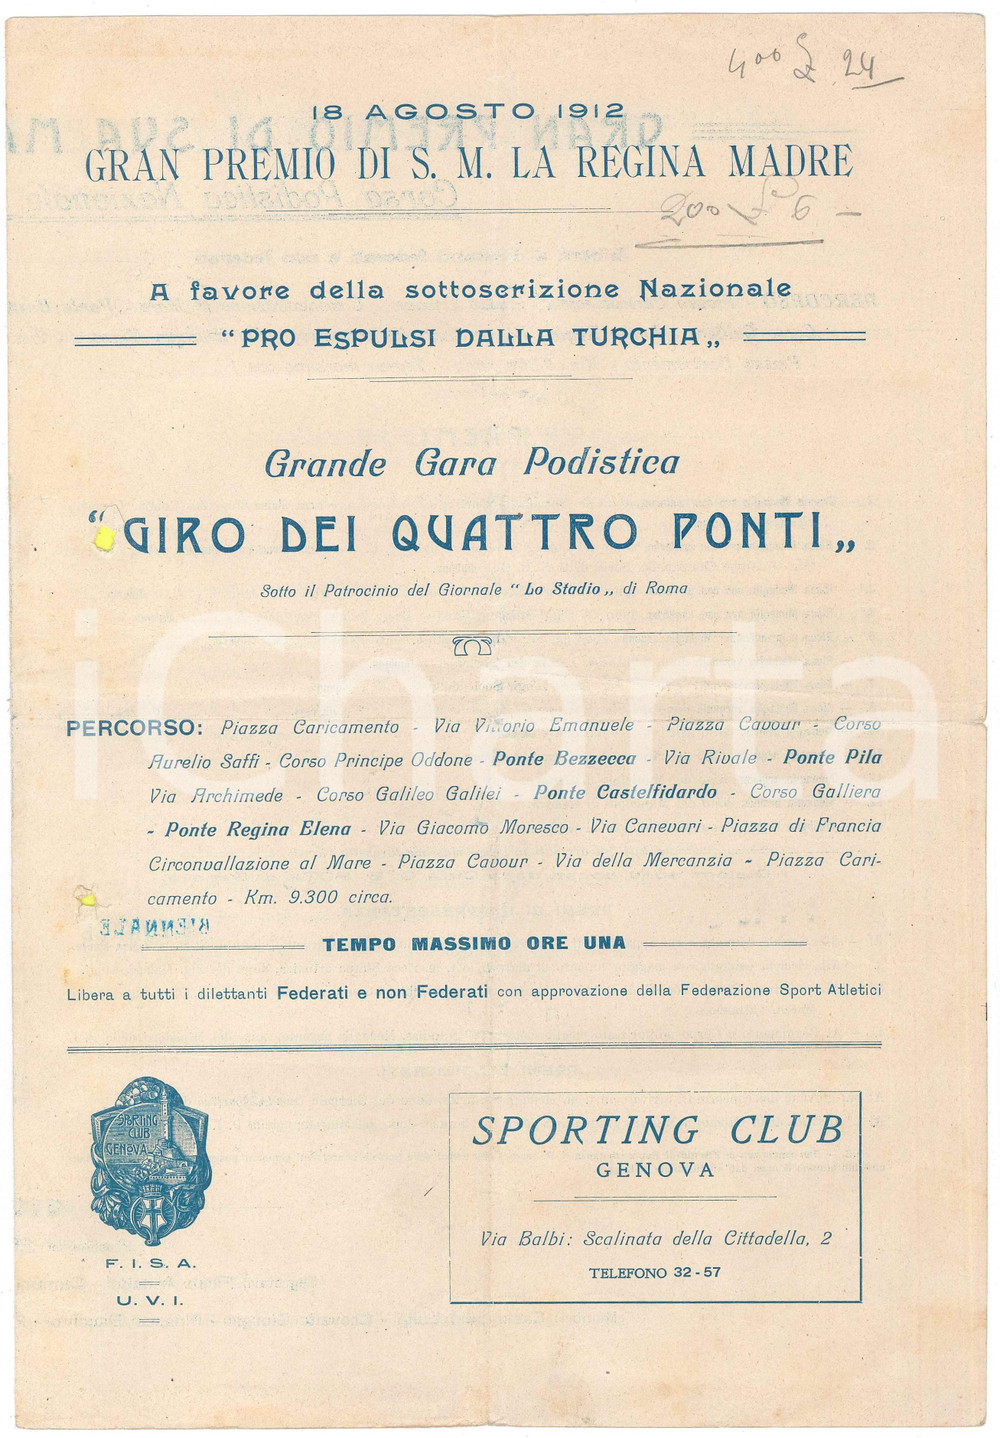 400 £ 24
18 AGOSTO 1912
GRAN PREMIO DI S. M. LA REGINA MADRE
200 £ 6 —
A favore della sottoscrizione Nazionale
“ PRO ESPULSI DALLA TURCHIA „
Grande Gara Podistica
“ GIRO DEI QUATTRO PONTI „
Sotto il Patrocinio del Giornale “ Lo Stadio „ di Roma
iCharta
PERCORSO: Piazza Caricamento - Via Vittorio Emanuele - Piazza Cavour - Corso
Aurelio Saffi - Corso Principe Oddone - Ponte Bezzecca - Via Rivale - Ponte Pila
Via Archimede - Corso Galileo Galilei - Ponte Castelfidardo - Corso Galliera
- Ponte Regina Elena - Via Giacomo Moresco - Via Canevari - Piazza di Francia
Circonvallazione al Mare - Piazza Cavour - Via della Mercanzia - Piazza Cari-
camento - Km. 9.300 circa.
BIENNALE
TEMPO MASSIMO ORE UNA
Libera a tutti i dilettanti Federati e non Federati con approvazione della Federazione Sport Atletici
SPORTING
CLUB
GENOVA
F. I. S. A.
U. V. I.
SPORTING CLUB
GENOVA
Via Balbi: Scalinata della Cittadella, 2
TELEFONO 32-57